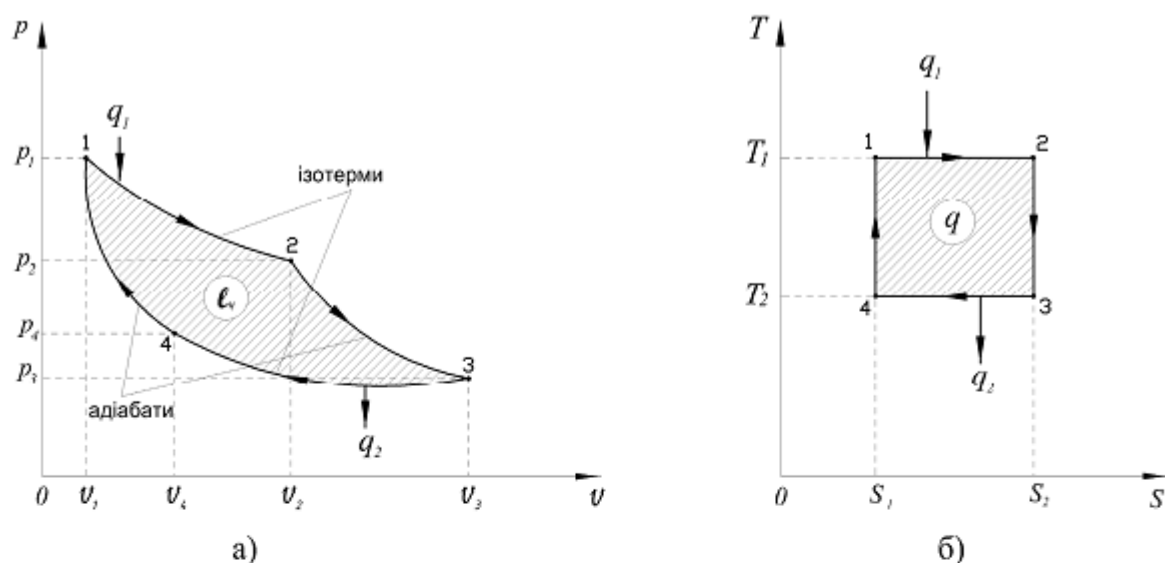 p
q₁
1
p₁
ізотерми
2
p₂
ℓц
p₄
4
3
p₃
адіабати
q₂
0
υ₁
υ₄
υ₂
υ₃
υ
а)
T
q₁
1
2
T₁
q
T₂
4
3
q₂
0
S₁
S₂
S
б)